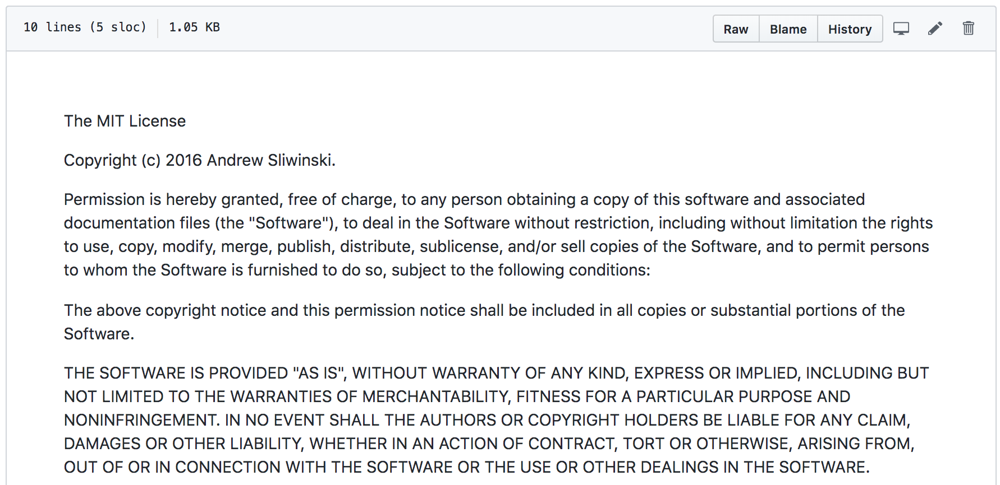 10 lines (5 sloc) 1.05 KB Raw Blame History
The MIT License
Copyright (c) 2016 Andrew Sliwinski.
Permission is hereby granted, free of charge, to any person obtaining a copy of this software and associated
documentation files (the "Software"), to deal in the Software without restriction, including without limitation the rights
to use, copy, modify, merge, publish, distribute, sublicense, and/or sell copies of the Software, and to permit persons
to whom the Software is furnished to do so, subject to the following conditions:
The above copyright notice and this permission notice shall be included in all copies or substantial portions of the
Software.
THE SOFTWARE IS PROVIDED "AS IS", WITHOUT WARRANTY OF ANY KIND, EXPRESS OR IMPLIED, INCLUDING BUT
NOT LIMITED TO THE WARRANTIES OF MERCHANTABILITY, FITNESS FOR A PARTICULAR PURPOSE AND
NONINFRINGEMENT. IN NO EVENT SHALL THE AUTHORS OR COPYRIGHT HOLDERS BE LIABLE FOR ANY CLAIM,
DAMAGES OR OTHER LIABILITY, WHETHER IN AN ACTION OF CONTRACT, TORT OR OTHERWISE, ARISING FROM,
OUT OF OR IN CONNECTION WITH THE SOFTWARE OR THE USE OR OTHER DEALINGS IN THE SOFTWARE.